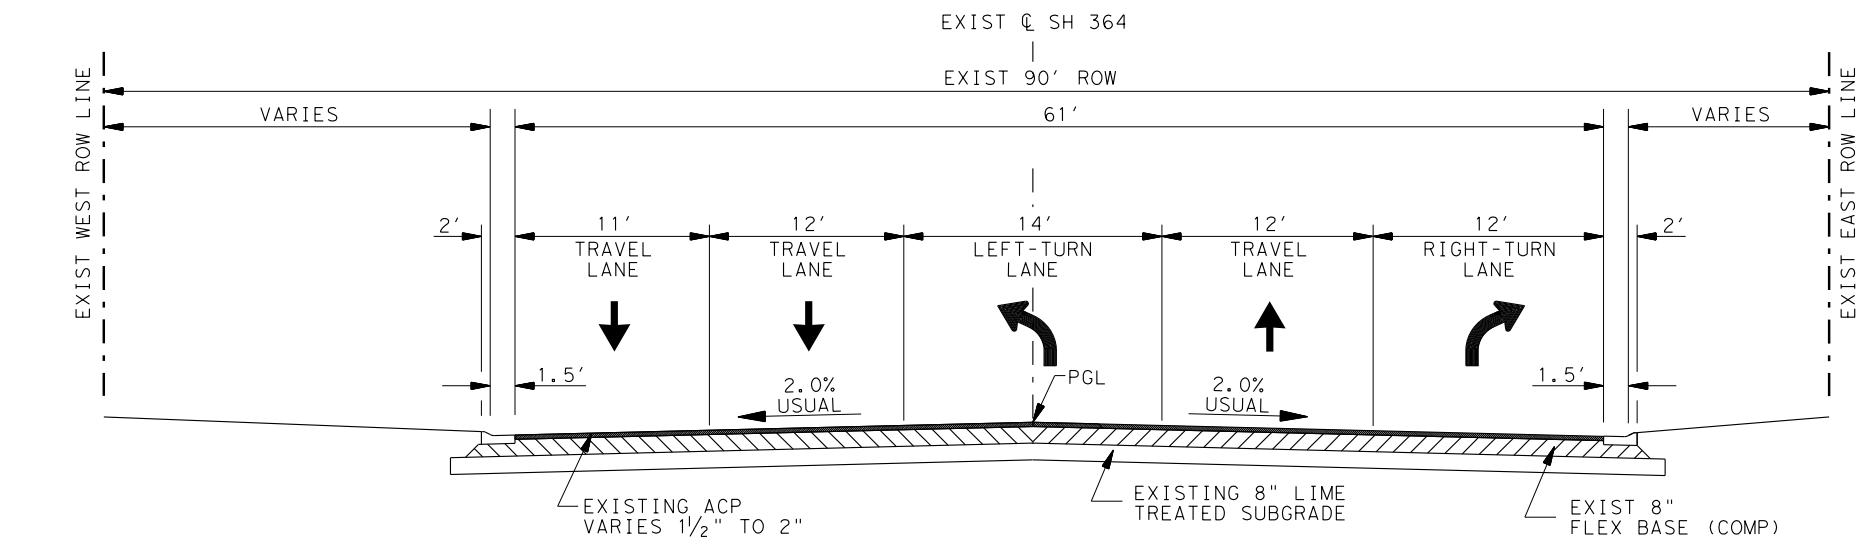 EXIST ℄ SH 364
EXIST 90' ROW
VARIES
61'
VARIES
EXIST WEST ROW LINE
EXIST EAST ROW LINE
2'
11'
12'
14'
12'
12'
2'
TRAVEL
LANE
TRAVEL
LANE
LEFT-TURN
LANE
TRAVEL
LANE
RIGHT-TURN
LANE
1.5'
2.0%
USUAL
PGL
2.0%
USUAL
1.5'
EXISTING ACP
VARIES 1½" TO 2"
EXISTING 8" LIME
TREATED SUBGRADE
EXIST 8"
FLEX BASE (COMP)